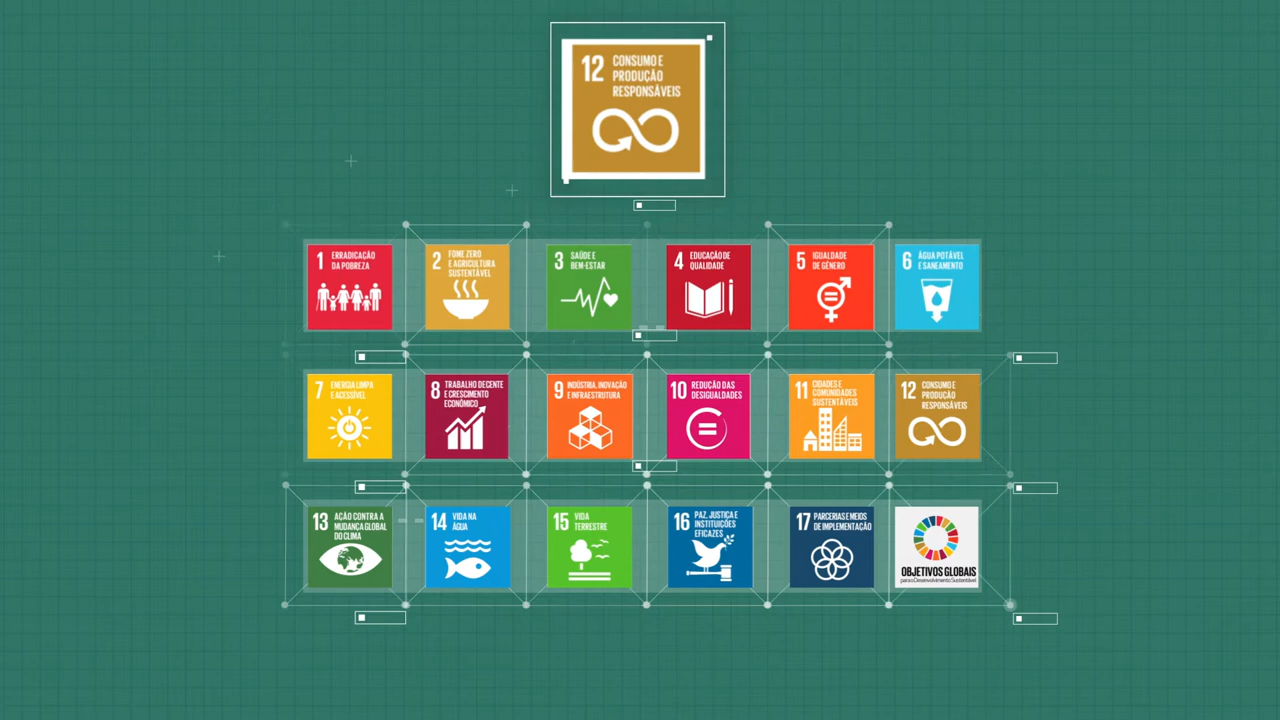 12 CONSUMO E
PRODUÇÃO
RESPONSÁVEIS
1 ERRADICAÇÃO
DA POBREZA
2 FOME ZERO
E AGRICULTURA
SUSTENTÁVEL
3 SAÚDE E
BEM-ESTAR
4 EDUCAÇÃO DE
QUALIDADE
5 IGUALDADE
DE GÊNERO
6 ÁGUA POTÁVEL
E SANEAMENTO
7 ENERGIA LIMPA
E ACESSÍVEL
8 TRABALHO DECENTE
E CRESCIMENTO
ECONÔMICO
9 INDÚSTRIA, INOVAÇÃO
E INFRAESTRUTURA
10 REDUÇÃO DAS
DESIGUALDADES
11 CIDADES E
COMUNIDADES
SUSTENTÁVEIS
12 CONSUMO E
PRODUÇÃO
RESPONSÁVEIS
13 AÇÃO CONTRA A
MUDANÇA GLOBAL
DO CLIMA
14 VIDA NA
ÁGUA
15 VIDA
TERRESTRE
16 PAZ, JUSTIÇA E
INSTITUIÇÕES
EFICAZES
17 PARCERIAS E MEIOS
DE IMPLEMENTAÇÃO
OBJETIVOS GLOBAIS
para o Desenvolvimento Sustentável